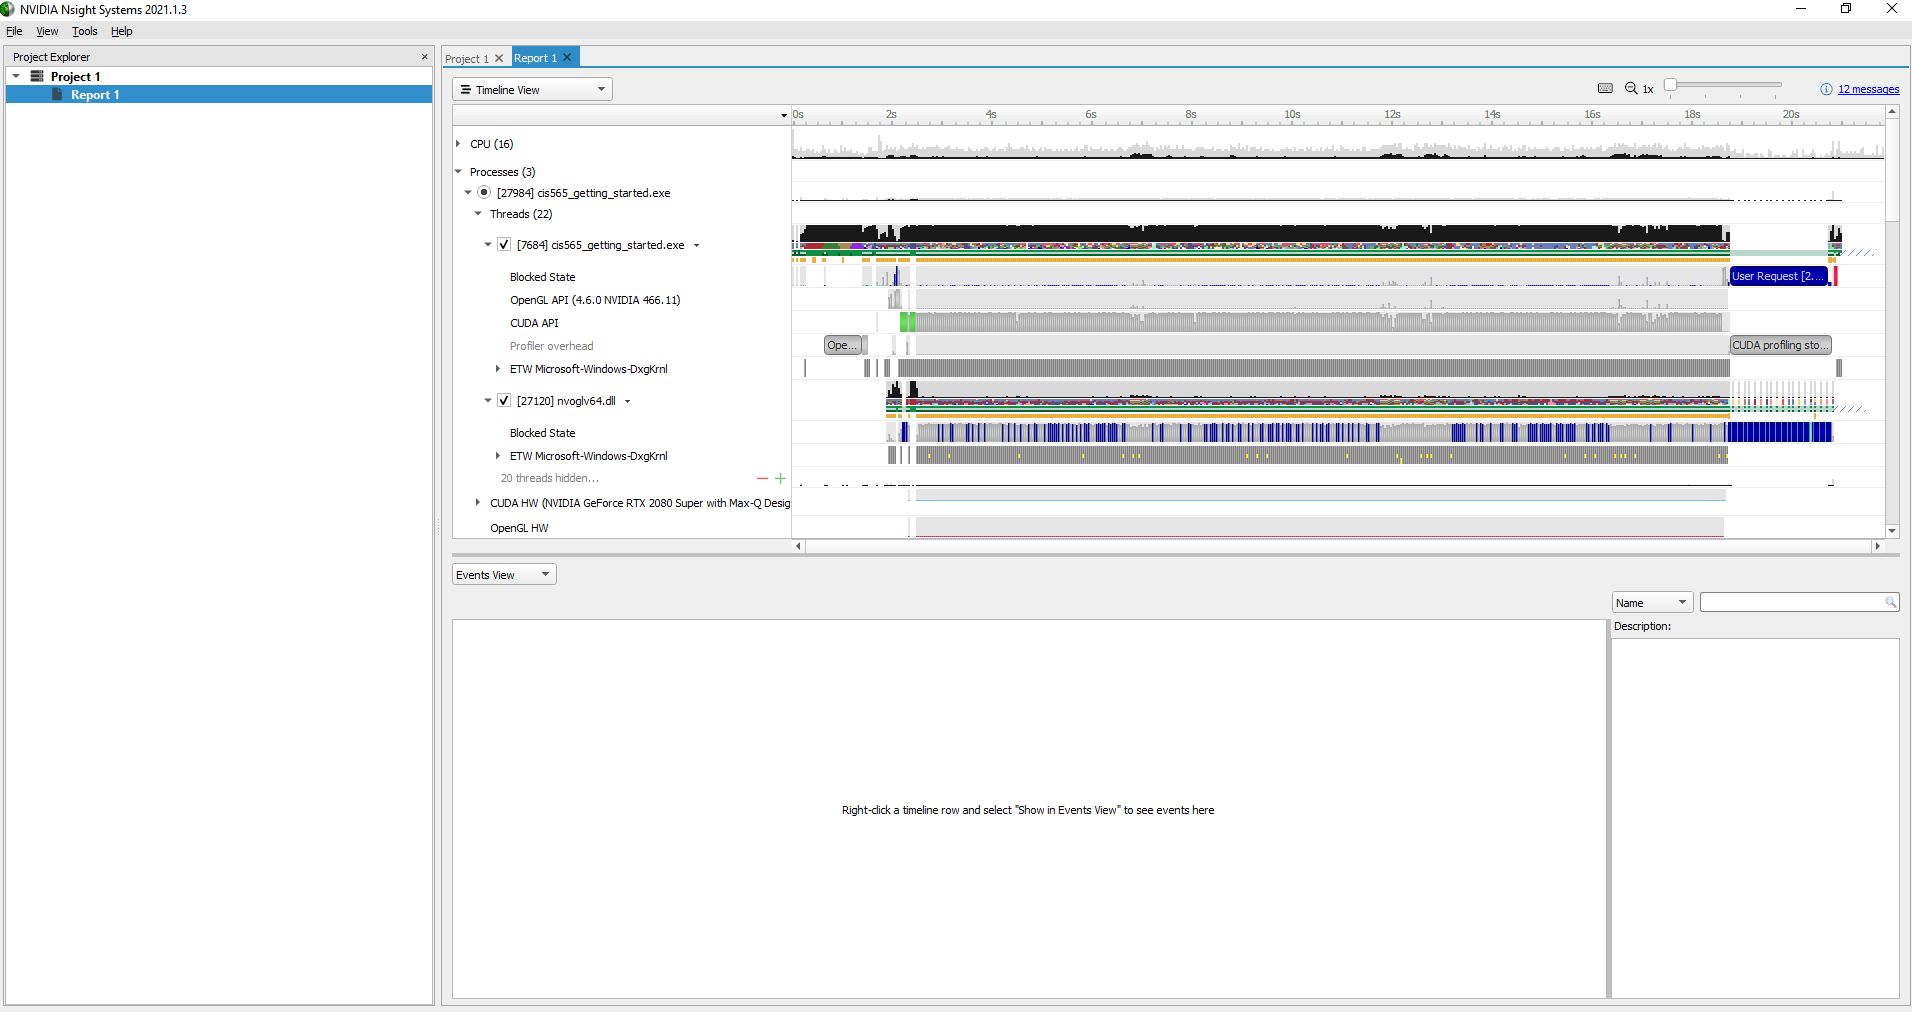 NVIDIA Nsight Systems 2021.1.3
File View Tools Help
Project Explorer
Project 1
Report 1
Project 1
Report 1
Timeline View
1x
12 messages
0s 2s 4s 6s 8s 10s 12s 14s 16s 18s 20s
CPU (16)
Processes (3)
[27984] cis565_getting_started.exe
Threads (22)
[7684] cis565_getting_started.exe
Blocked State
User Request [2....
OpenGL API (4.6.0 NVIDIA 466.11)
CUDA API
Profiler overhead
Ope...
CUDA profiling sto...
ETW Microsoft-Windows-DxgKrnl
[27120] nvoglv64.dll
Blocked State
ETW Microsoft-Windows-DxgKrnl
20 threads hidden...
CUDA HW (NVIDIA GeForce RTX 2080 Super with Max-Q Desig
OpenGL HW
Events View
Name
Description:
Right-click a timeline row and select "Show in Events View" to see events here